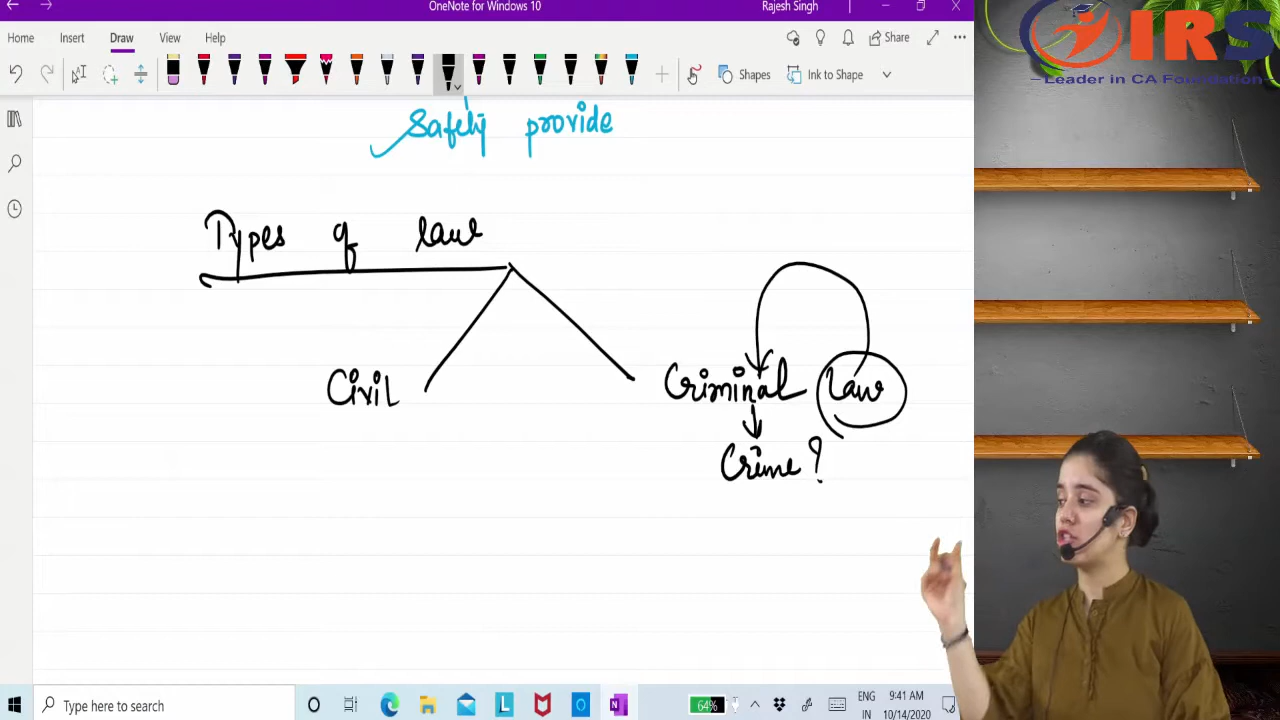 OneNote for Windows 10
Rajesh Singh
Home Insert Draw View Help
Share
Shapes
Ink to Shape
IRS
Leader in CA Foundation
Safety provide
Types of law
Civil
Criminal law
Crime?
Type here to search
64%
ENG
IN
9:41 AM
10/14/2020